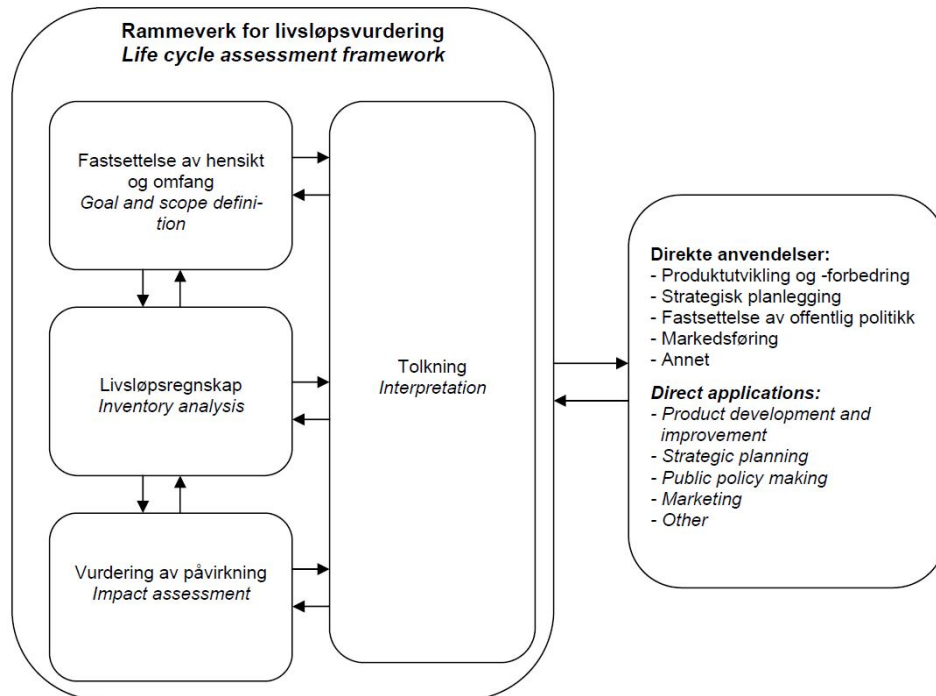 Rammeverk for livsløpsvurdering
Life cycle assessment framework
Fastsettelse av hensikt
og omfang
Goal and scope defini-
tion
Livsløpsregnskap
Inventory analysis
Vurdering av påvirkning
Impact assessment
Tolkning
Interpretation
Direkte anvendelser:
- Produktutvikling og -forbedring
- Strategisk planlegging
- Fastsettelse av offentlig politikk
- Markedsføring
- Annet
Direct applications:
- Product development and
improvement
- Strategic planning
- Public policy making
- Marketing
- Other